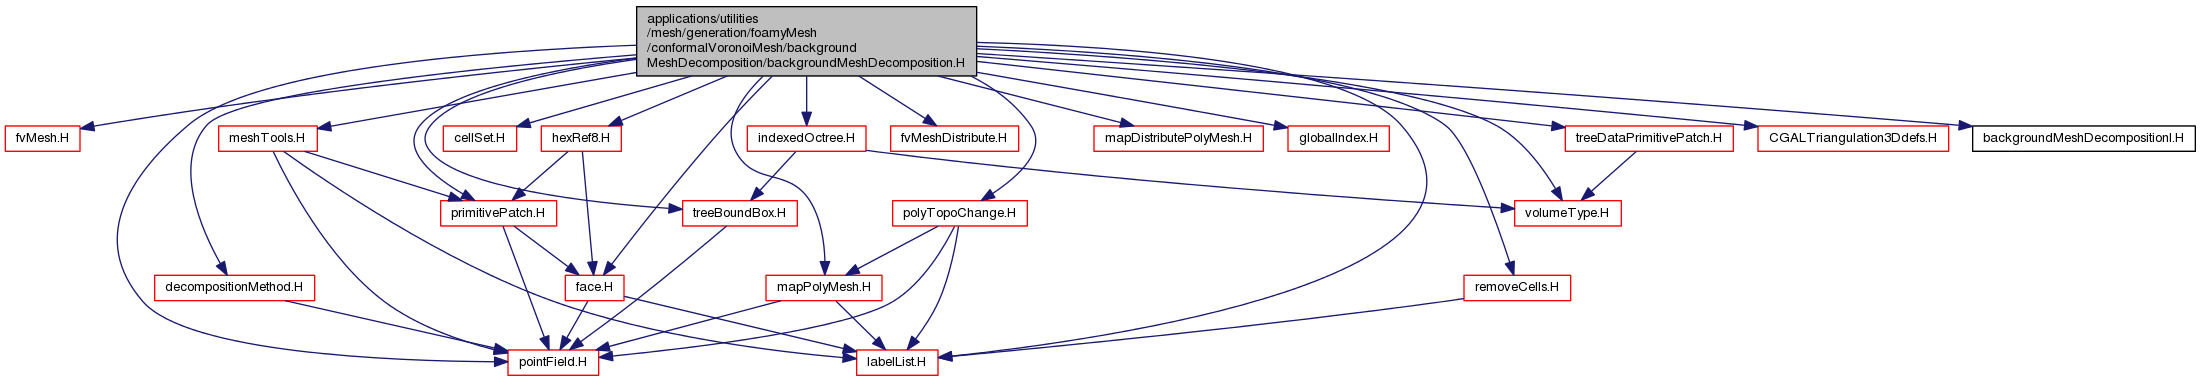 applications/utilities
/mesh/generation/foamyMesh
/conformalVoronoiMesh/background
MeshDecomposition/backgroundMeshDecomposition.H
fvMesh.H
meshTools.H
cellSet.H
hexRef8.H
indexedOctree.H
fvMeshDistribute.H
mapDistributePolyMesh.H
globalIndex.H
treeDataPrimitivePatch.H
CGALTriangulation3Ddefs.H
backgroundMeshDecompositionI.H
primitivePatch.H
treeBoundBox.H
polyTopoChange.H
volumeType.H
decompositionMethod.H
face.H
mapPolyMesh.H
removeCells.H
pointField.H
labelList.H